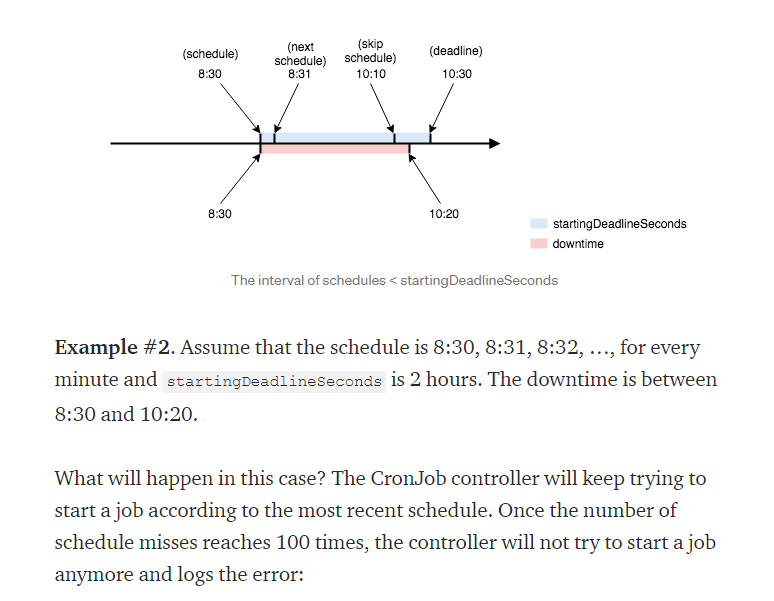 (schedule)
8:30
(next
schedule)
8:31
(skip
schedule)
10:10
(deadline)
10:30
8:30
10:20
startingDeadlineSeconds
downtime
The interval of schedules < startingDeadlineSeconds
Example #2. Assume that the schedule is 8:30, 8:31, 8:32, …, for every
minute and startingDeadlineSeconds is 2 hours. The downtime is between
8:30 and 10:20.
What will happen in this case? The CronJob controller will keep trying to
start a job according to the most recent schedule. Once the number of
schedule misses reaches 100 times, the controller will not try to start a job
anymore and logs the error: